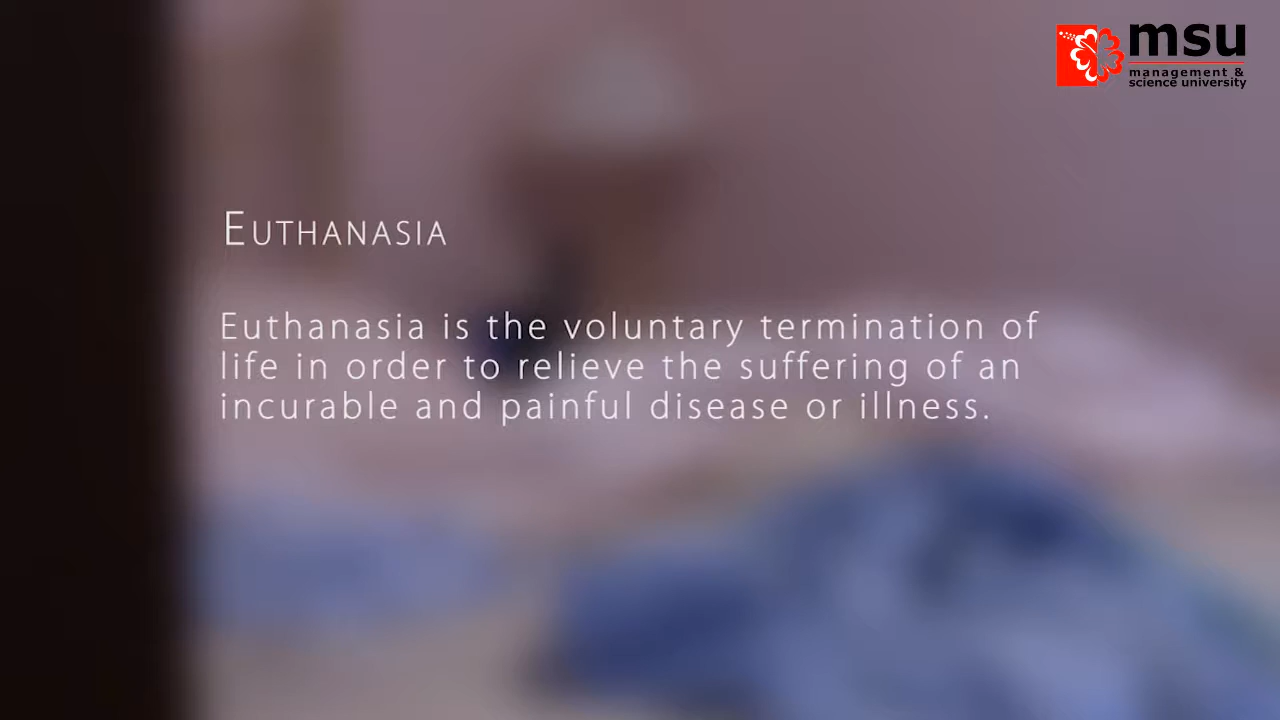 msu
management &
science university
EUTHANASIA
Euthanasia is the voluntary termination of
life in order to relieve the suffering of an
incurable and painful disease or illness.